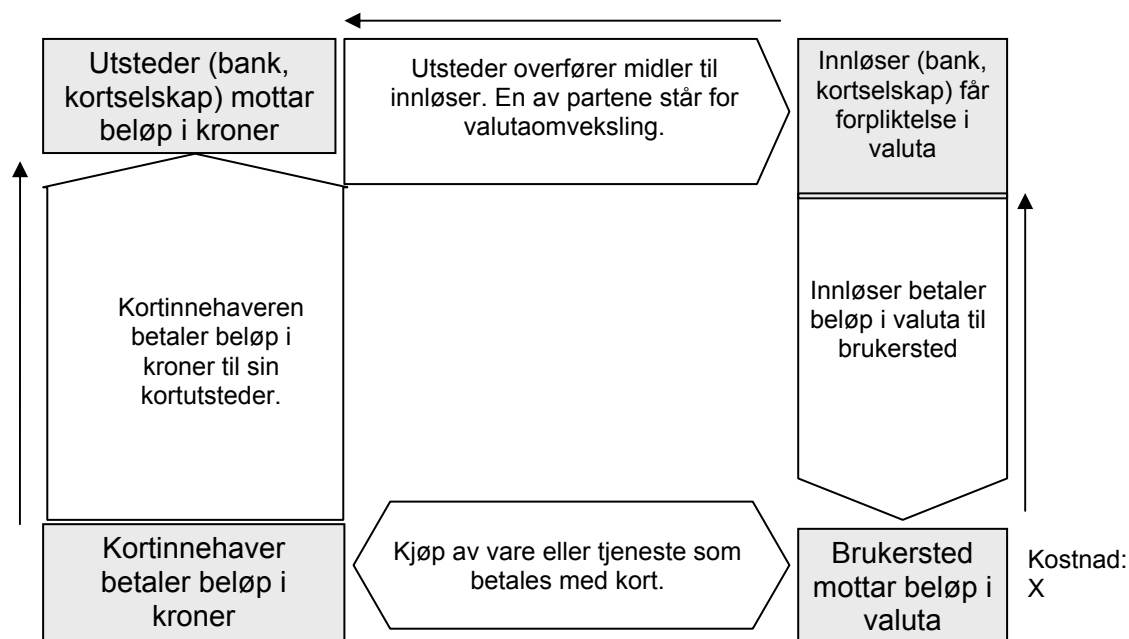 Utsteder (bank,
kortselskap) mottar
beløp i kroner
Utsteder overfører midler til
innløser. En av partene står for
valutaomveksling.
Innløser (bank,
kortselskap) får
forpliktelse i
valuta
Kortinnehaveren
betaler beløp i
kroner til sin
kortutsteder.
Innløser betaler
beløp i valuta til
brukersted
Kortinnehaver
betaler beløp i
kroner
Kjøp av vare eller tjeneste som
betales med kort.
Brukersted
mottar beløp i
valuta
Kostnad:
X